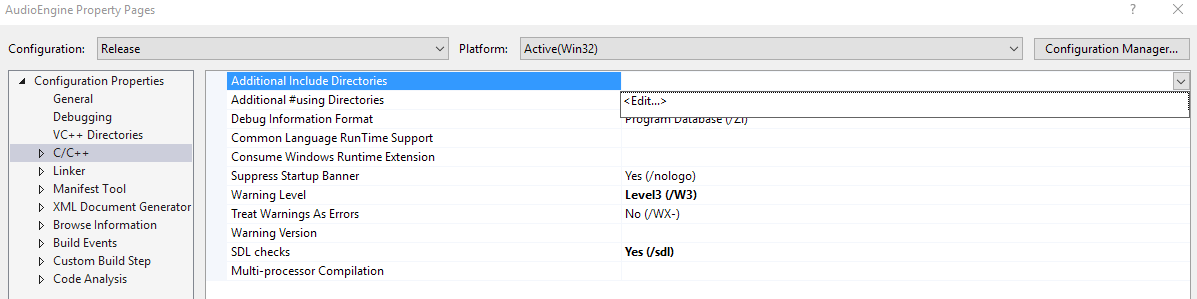 AudioEngine Property Pages ? ×
Configuration: Release Platform: Active(Win32) Configuration Manager...
Configuration Properties
General
Debugging
VC++ Directories
C/C++
Linker
Manifest Tool
XML Document Generator
Browse Information
Build Events
Custom Build Step
Code Analysis
Additional Include Directories
<Edit...>
Additional #using Directories
Debug Information Format Program Database (/Zi)
Common Language RunTime Support
Consume Windows Runtime Extension
Suppress Startup Banner Yes (/nologo)
Warning Level Level3 (/W3)
Treat Warnings As Errors No (/WX-)
Warning Version
SDL checks Yes (/sdl)
Multi-processor Compilation